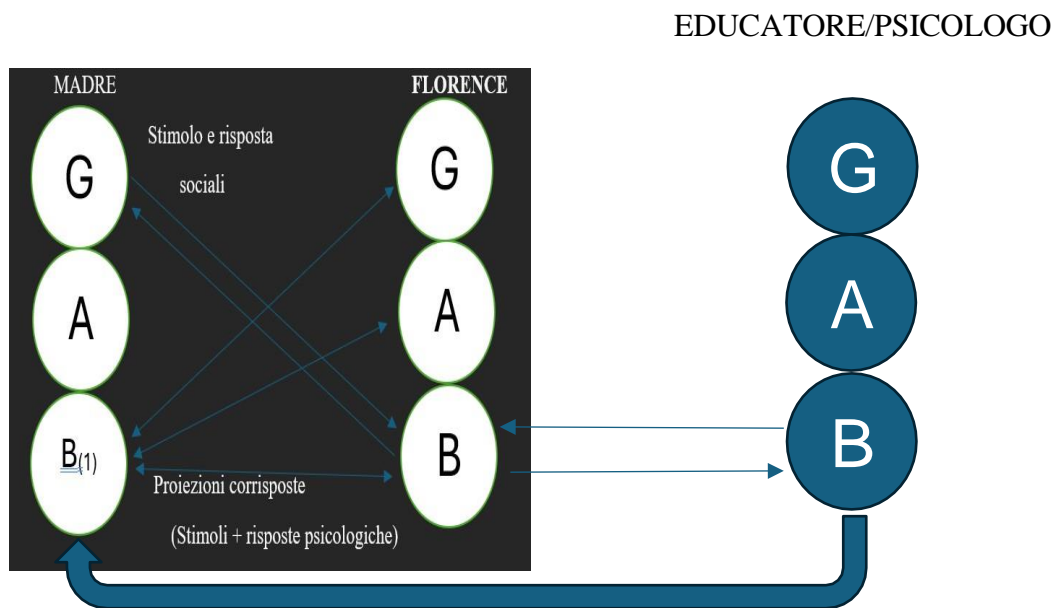 EDUCATORE/PSICOLOGO
MADRE
FLORENCE
G
Stimolo e risposta
sociali
G
G
A
A
A
B(1)
B
B
Proiezioni corrisposte
(Stimoli + risposte psicologiche)